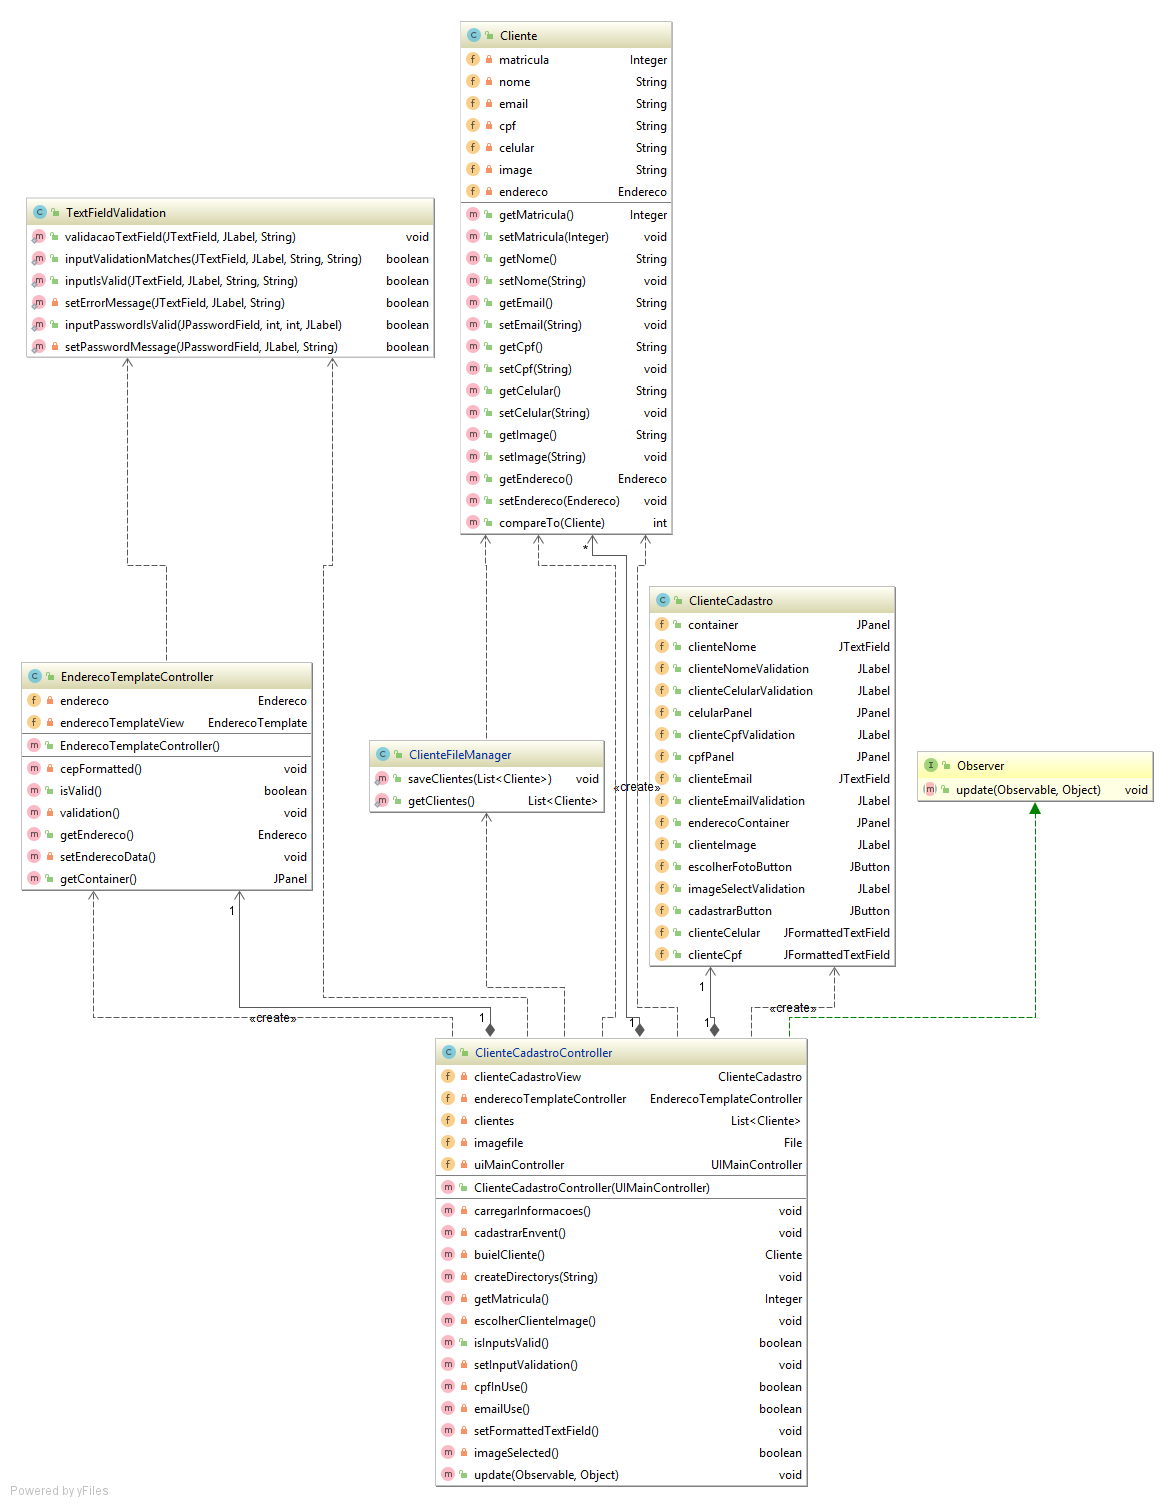 Cliente
matricula Integer
nome String
email String
cpf String
celular String
image String
endereco Endereco
getMatricula() Integer
setMatricula(Integer) void
getNome() String
setNome(String) void
getEmail() String
setEmail(String) void
getCpf() String
setCpf(String) void
getCelular() String
setCelular(String) void
getImage() String
setImage(String) void
getEndereco() Endereco
setEndereco(Endereco) void
compareTo(Cliente) int
TextFieldValidation
validacaoTextField(JTextField, JLabel, String) void
inputValidationMatches(JTextField, JLabel, String, String) boolean
inputIsValid(JTextField, JLabel, String, String) boolean
setErrorMessage(JTextField, JLabel, String) boolean
inputPasswordIsValid(JPasswordField, int, int, JLabel) boolean
setPasswordMessage(JPasswordField, JLabel, String) boolean
*
ClienteCadastro
container JPanel
clienteNome JTextField
clienteNomeValidation JLabel
clienteCelularValidation JLabel
celularPanel JPanel
clienteCpfValidation JLabel
cpfPanel JPanel
clienteEmail JTextField
clienteEmailValidation JLabel
enderecoContainer JPanel
clienteImage JLabel
escolherFotoButton JButton
imageSelectValidation JLabel
cadastrarButton JButton
clienteCelular JFormattedTextField
clienteCpf JFormattedTextField
EnderecoTemplateController
endereco Endereco
enderecoTemplateView EnderecoTemplate
EnderecoTemplateController()
cepFormatted() void
isValid() boolean
validation() void
getEndereco() Endereco
setEnderecoData() void
getContainer() JPanel
ClienteFileManager
saveClientes(List<Cliente>) void
getClientes() List<Cliente>
«create»
Observer
update(Observable, Object) void
1
1
«create»
1
1
1
«create»
ClienteCadastroController
clienteCadastroView ClienteCadastro
enderecoTemplateController EnderecoTemplateController
clientes List<Cliente>
imagefile File
uiMainController UIMainController
ClienteCadastroController(UIMainController)
carregarInformacoes() void
cadastrarEnvent() void
buielCliente() Cliente
createDirectorys(String) void
getMatricula() Integer
escolherClienteImage() void
isInputsValid() boolean
setInputValidation() void
cpfInUse() boolean
emailUse() boolean
setFormattedTextField() void
imageSelected() boolean
update(Observable, Object) void
Powered by yFiles